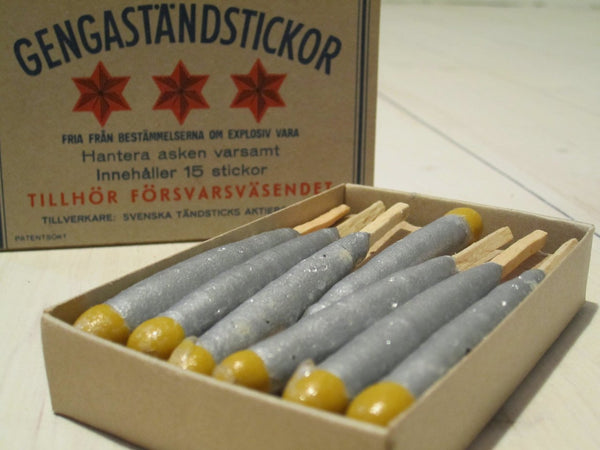 GENGASTÄNDSTICKOR
FRIA FRÅN BESTÄMMELSERNA OM EXPLOSIV VARA
Hantera asken varsamt
Innehåller 15 stickor
TILLHÖR FÖRSVARSVÄSENDET
TILLVERKARE: SVENSKA TÄNDSTICKS
PATENTSÖKT